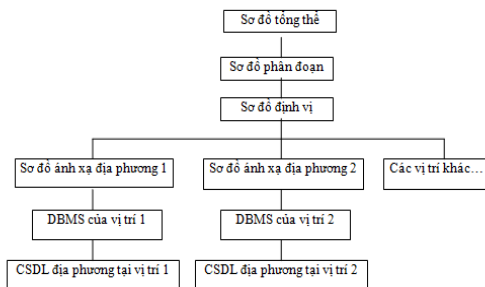 Sơ đồ tổng thể
Sơ đồ phân đoạn
Sơ đồ định vị
Sơ đồ ánh xạ địa phương 1
Sơ đồ ánh xạ địa phương 2
Các vị trí khác…
DBMS của vị trí 1
DBMS của vị trí 2
CSDL địa phương tại vị trí 1
CSDL địa phương tại vị trí 2